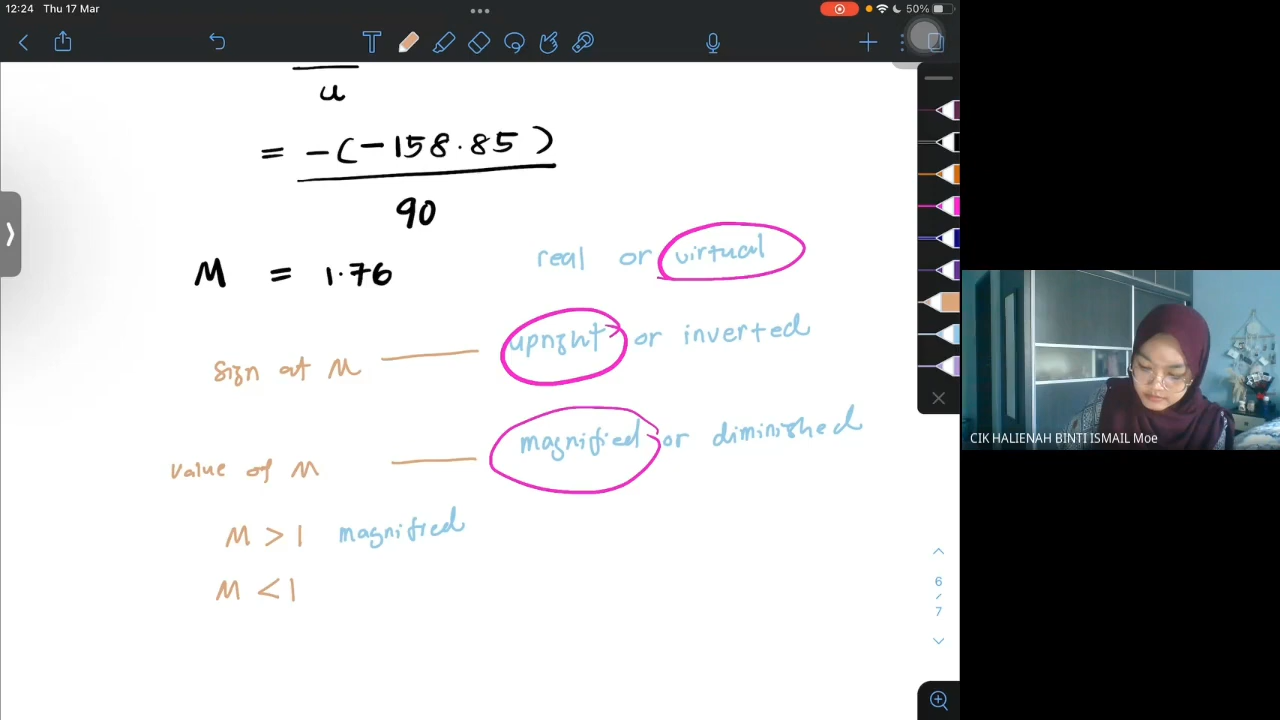 12:24 Thu 17 Mar
50%
u
= -(-158.85)
90
M = 1.76
real or virtual
upright or inverted
sign at M
magnified or diminished
value of M
M > 1 magnified
M < 1
6
/
7
CIK HALIENAH BINTI ISMAIL Moe